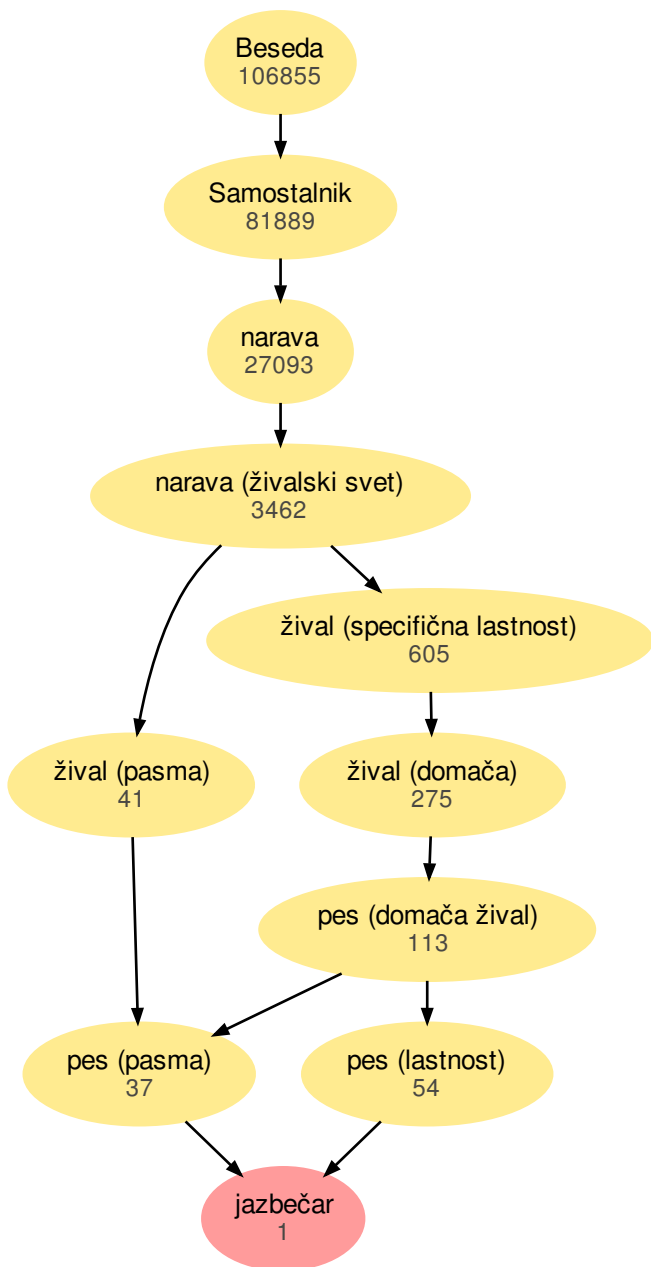 Beseda
106855
Samostalnik
81889
narava
27093
narava (živalski svet)
3462
žival (specifična lastnost)
605
žival (pasma)
41
žival (domača)
275
pes (domača žival)
113
pes (pasma)
37
pes (lastnost)
54
jazbečar
1